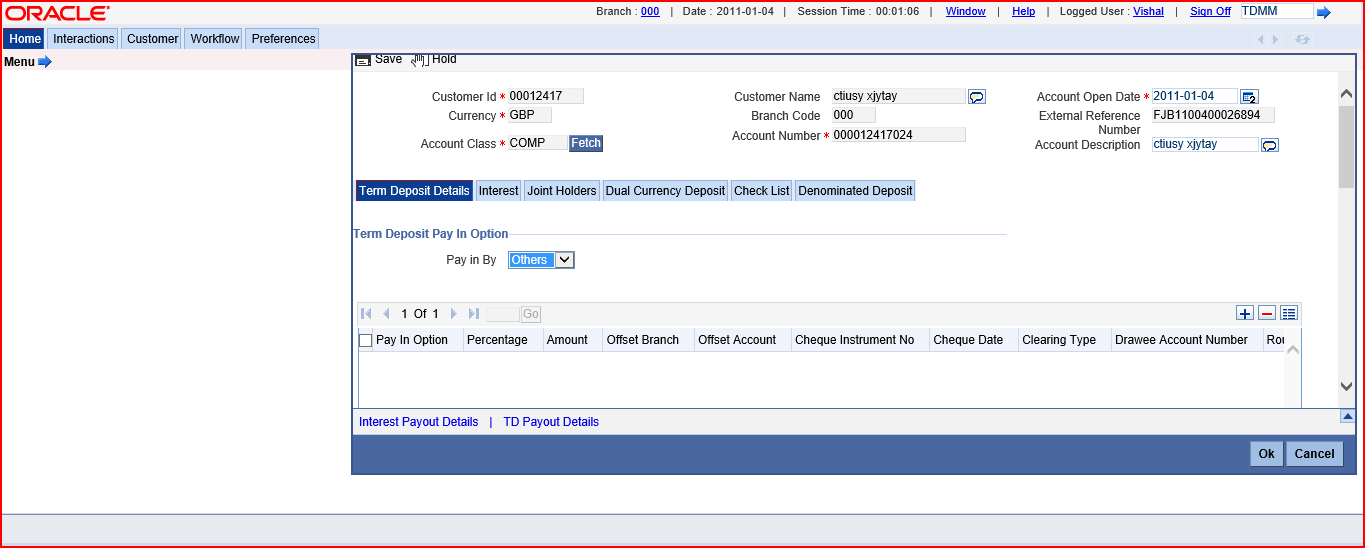 ORACLE Branch : 000 | Date : 2011-01-04 | Session Time : 00:01:06 | Window | Help | Logged User : Vishal | Sign Off TDMM
Home Interactions Customer Workflow Preferences
Menu
Save Hold
Customer Id * 00012417 Customer Name ctiusy xjytay Account Open Date * 2011-01-04
Currency * GBP Branch Code 000 External Reference Number FJB1100400026894
Account Class * COMP Fetch Account Number * 000012417024 Account Description ctiusy xjytay
Term Deposit Details Interest Joint Holders Dual Currency Deposit Check List Denominated Deposit
Term Deposit Pay In Option
Pay in By Others
1 Of 1 Go
Pay In Option Percentage Amount Offset Branch Offset Account Cheque Instrument No Cheque Date Clearing Type Drawee Account Number Rou
Interest Payout Details | TD Payout Details
Ok Cancel